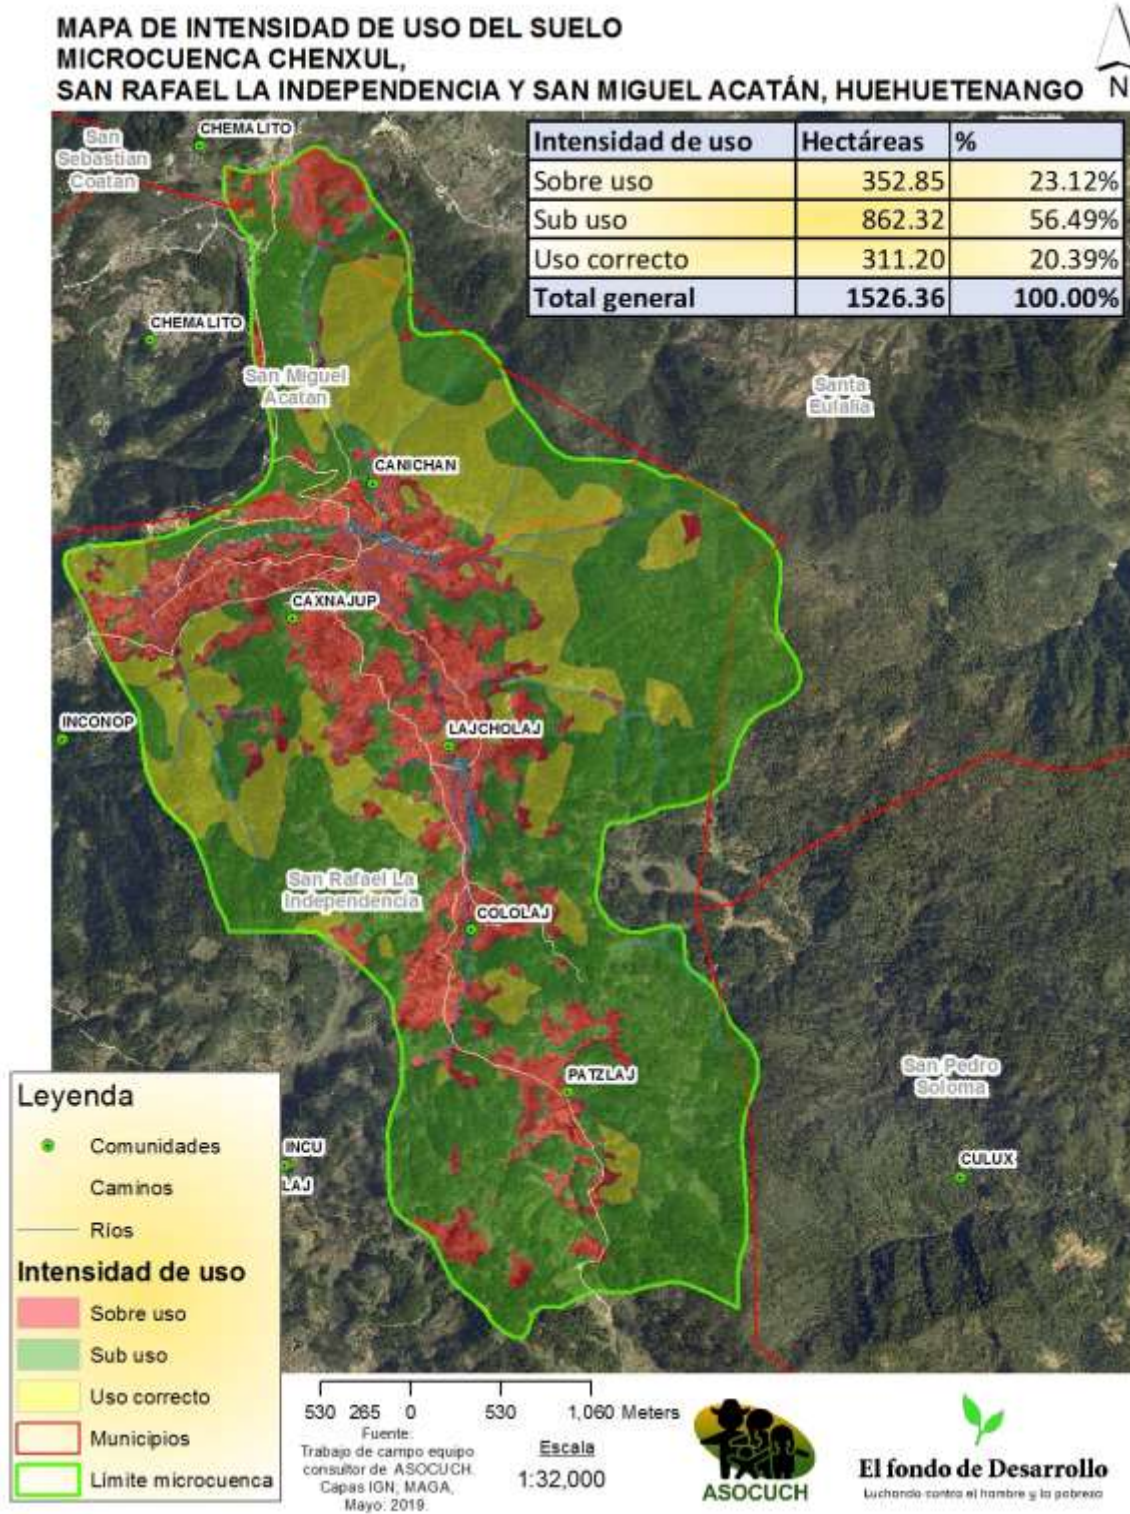 MAPA DE INTENSIDAD DE USO DEL SUELO
MICROCUENCA CHENXUL,
SAN RAFAEL LA INDEPENDENCIA Y SAN MIGUEL ACATÁN, HUEHUETENANGO
N
Intensidad de uso Hectáreas %
Sobre uso 352.85 23.12%
Sub uso 862.32 56.49%
Uso correcto 311.20 20.39%
Total general 1526.36 100.00%
CHEMALITO
San
Sebastian
Coatan
CHEMALITO
San Miguel
Acatan
Santa
Eulalia
CANICHAN
CAXNAJUP
INCONOP
LAJCHOLAJ
San Rafael La
Independencia
COLOLAJ
PATZLAJ
San Pedro
Soloma
CULUX
INCU
LAJ
Leyenda
Comunidades
Caminos
Ríos
Intensidad de uso
Sobre uso
Sub uso
Uso correcto
Municipios
Límite microcuenca
530 265 0 530 1,060 Meters
Fuente:
Trabajo de campo equipo
consultor de ASOCUCH.
Capas IGN, MAGA,
Mayo: 2019.
Escala
1:32,000
ASOCUCH
El fondo de Desarrollo
Luchando contra el hambre y la pobreza